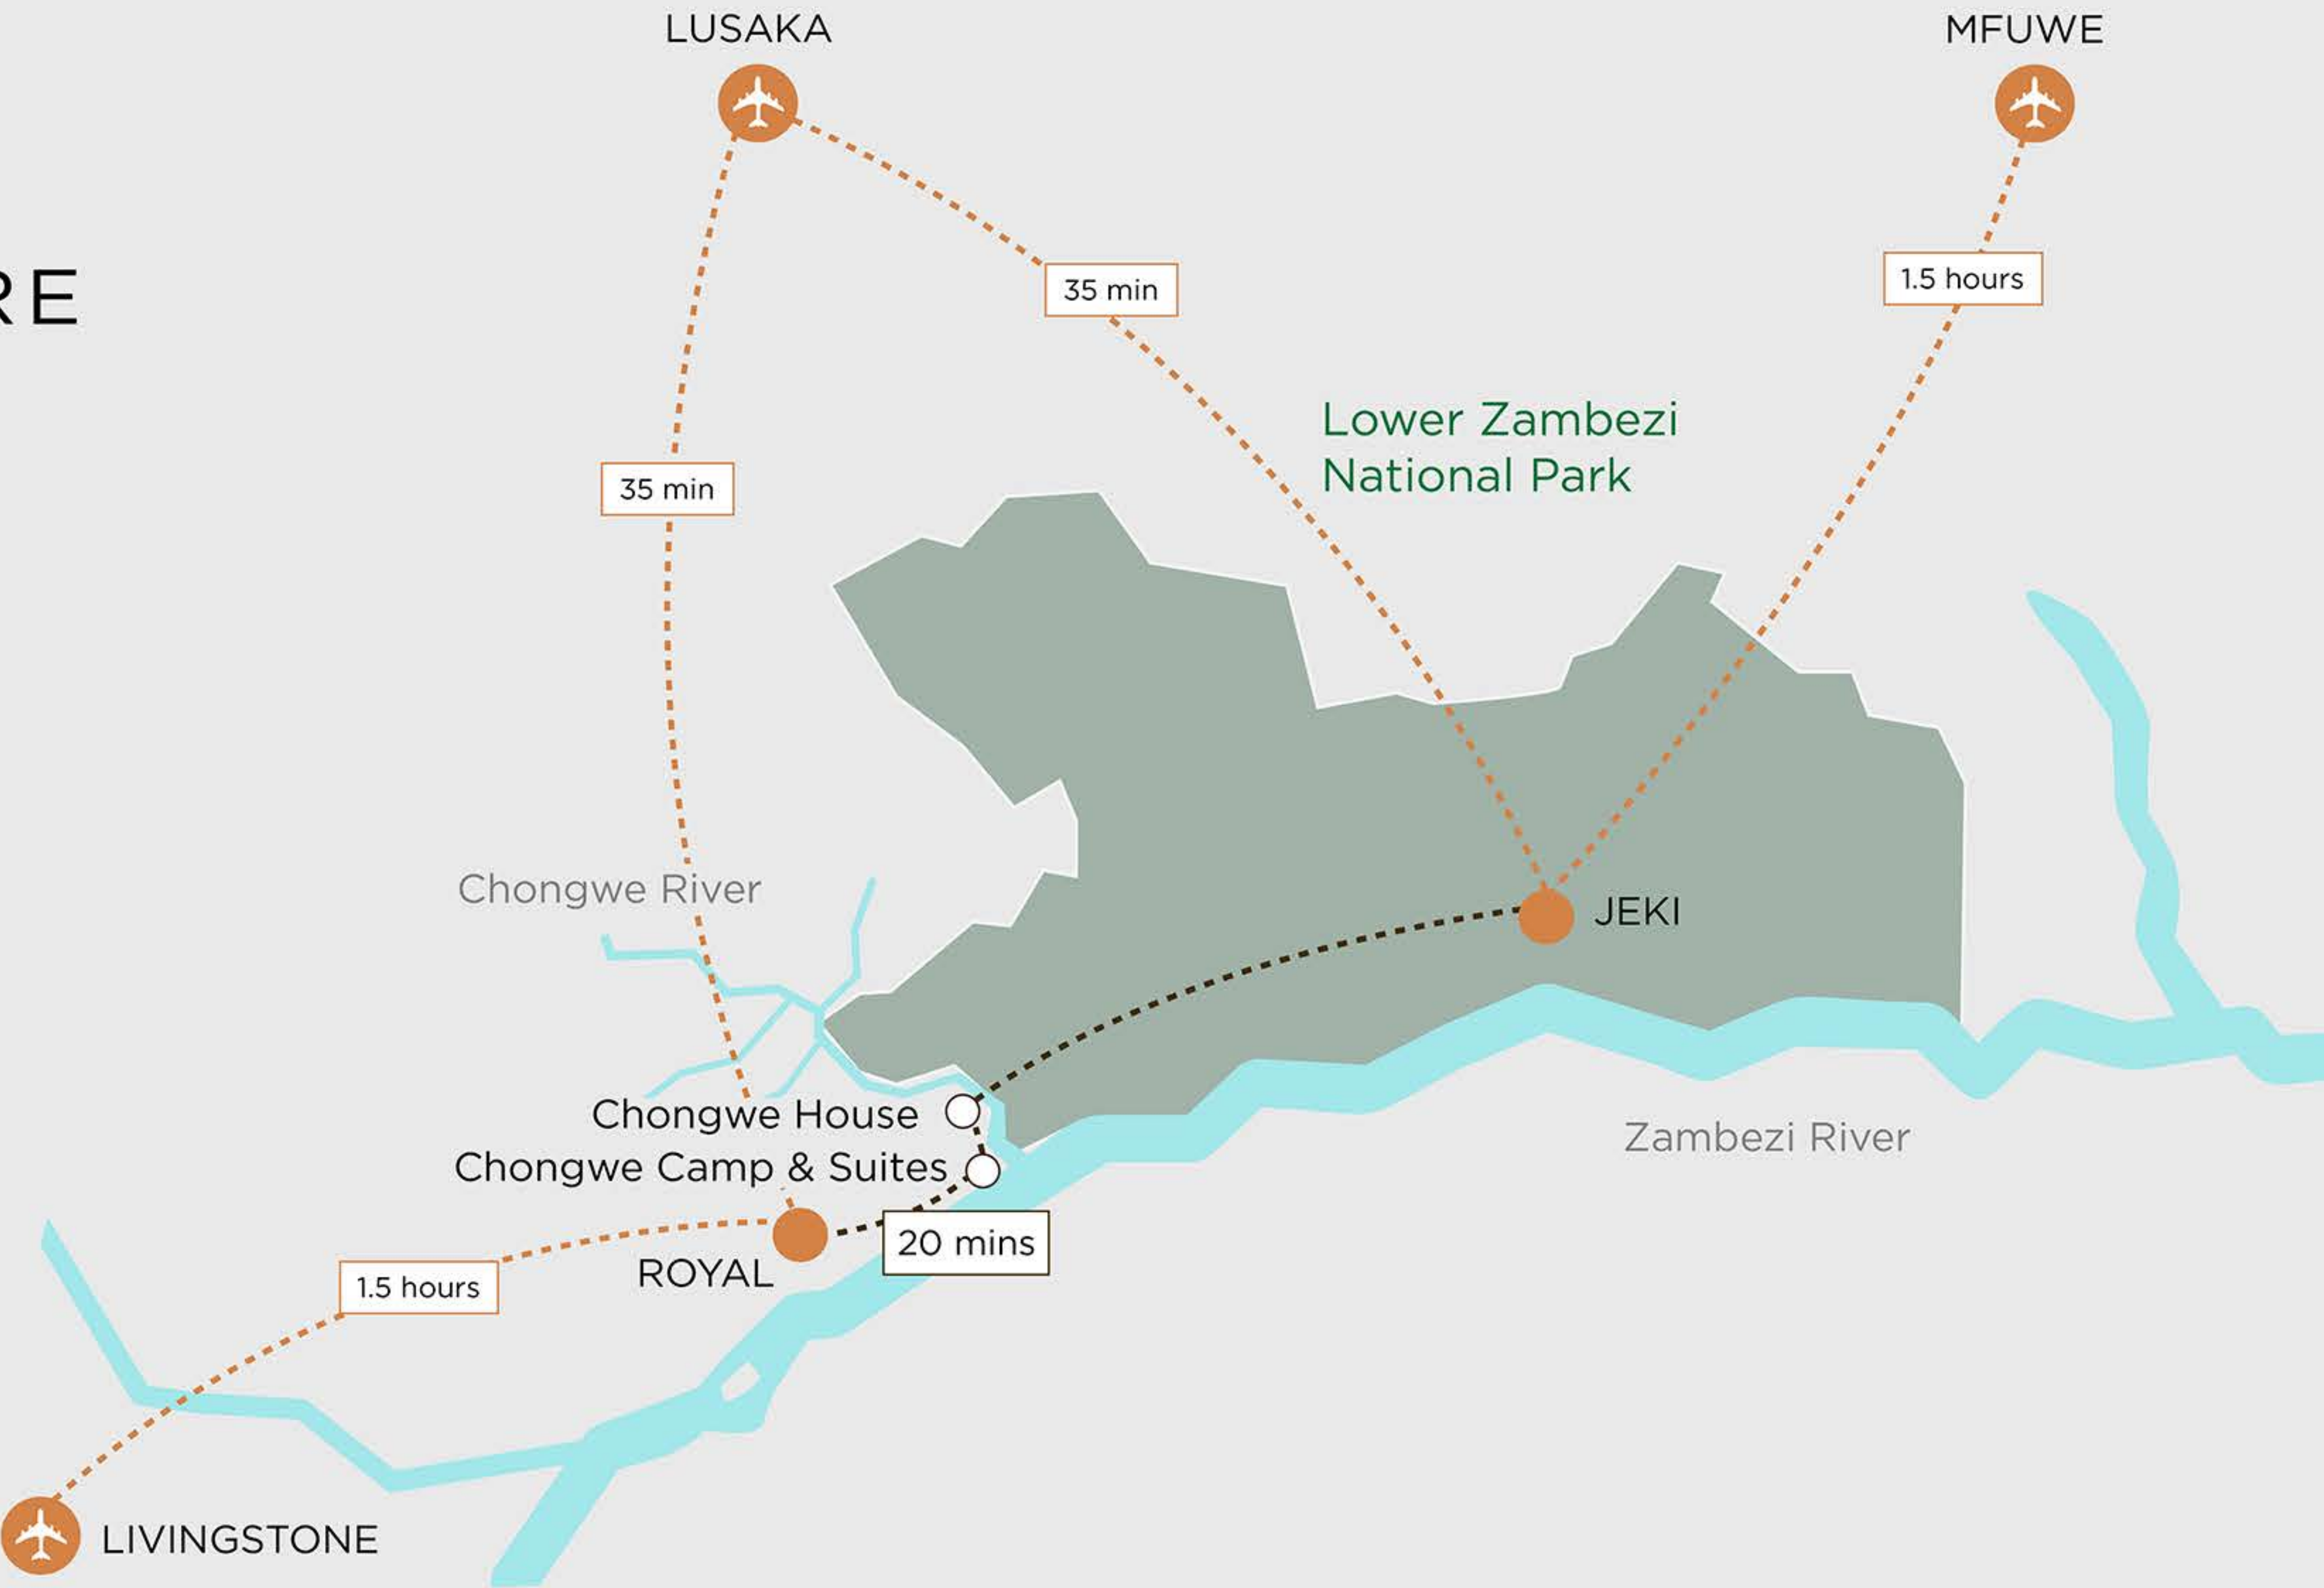 LUSAKA
MFUWE
RE
35 min
1.5 hours
Lower Zambezi
National Park
35 min
Chongwe River
JEKI
Chongwe House
Zambezi River
Chongwe Camp & Suites
20 mins
ROYAL
1.5 hours
LIVINGSTONE